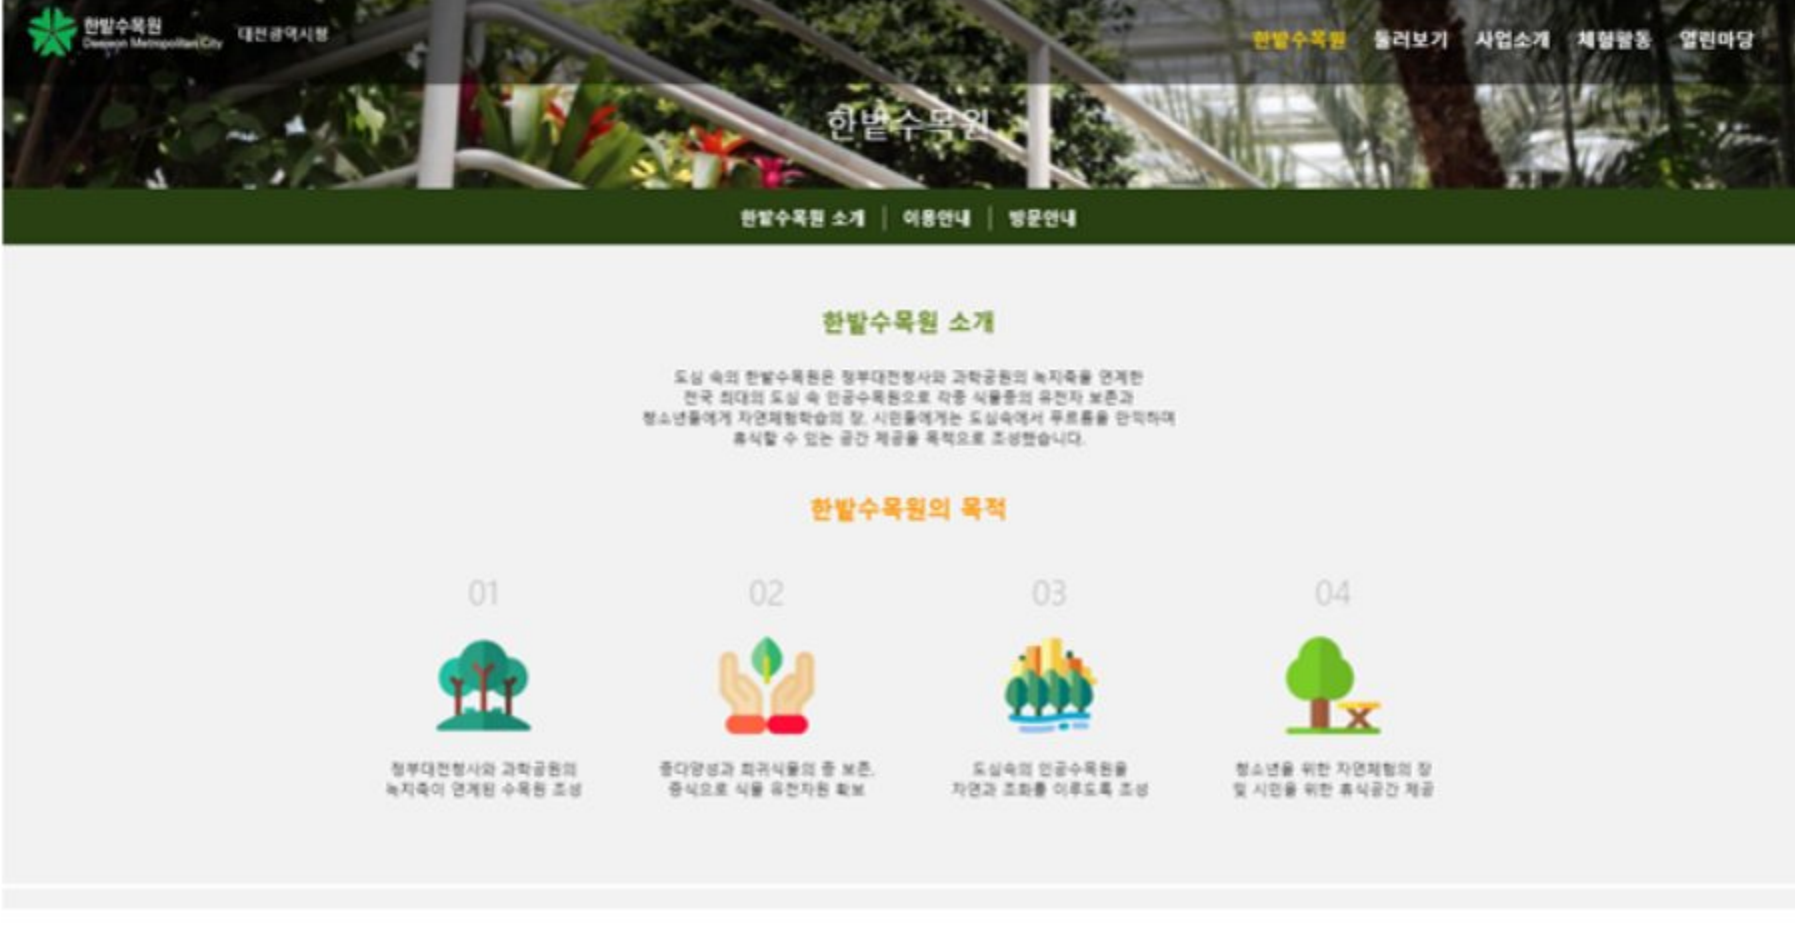 한밭수목원
Daejeon Metropolitan City
대전광역시청
한밭수목원 둘러보기 사업소개 체험활동 열린마당
한밭수목원
한밭수목원 소개 | 이용안내 | 방문안내
한밭수목원 소개
도심 속의 한밭수목원은 정부대전청사와 과학공원의 녹지축을 연계한
전국 최대의 도심 속 인공수목원으로 각종 식물종의 유전자 보존과
청소년들에게 자연체험학습의 장, 시민들에게는 도심속에서 푸르름을 만끽하며
휴식할 수 있는 공간 제공을 목적으로 조성했습니다.
한밭수목원의 목적
01
정부대전청사와 과학공원의
녹지축이 연계된 수목원 조성
02
종다양성과 희귀식물의 종 보존,
증식으로 식물 유전자원 확보
03
도심속의 인공수목원을
자연과 조화를 이루도록 조성
04
청소년을 위한 자연체험의 장
및 시민을 위한 휴식공간 제공